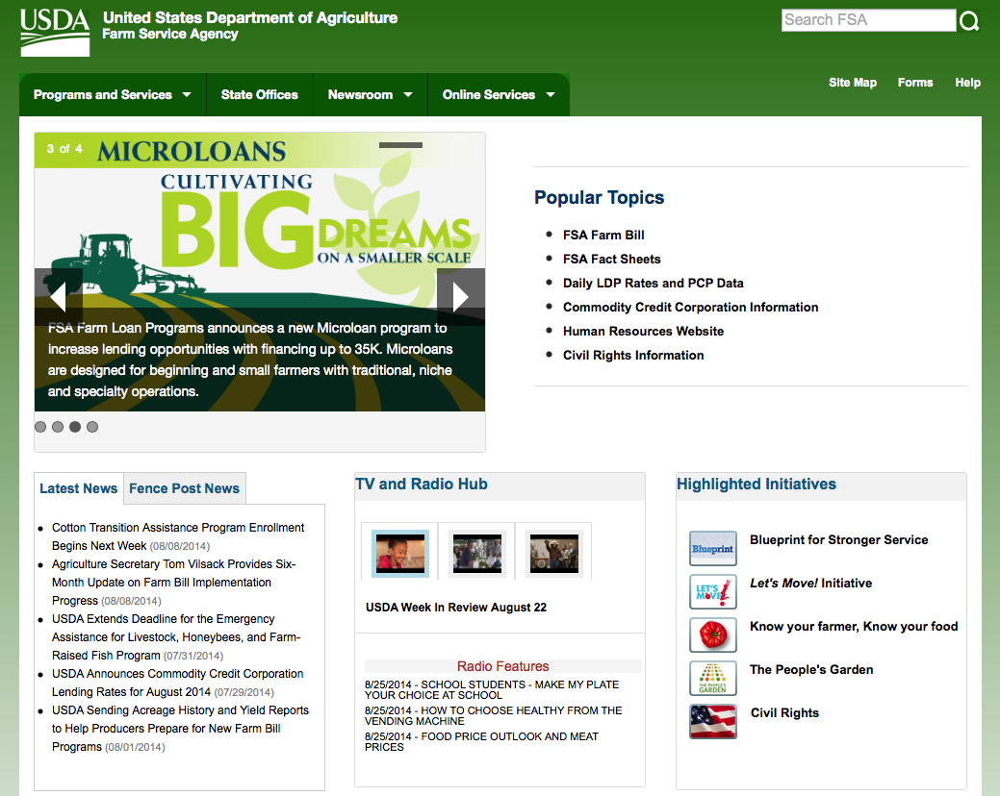 USDA
United States Department of Agriculture
Farm Service Agency
Search FSA
Site Map Forms Help
Programs and Services State Offices Newsroom Online Services
3 of 4 MICROLOANS
CULTIVATING
BIG DREAMS
ON A SMALLER SCALE
FSA Farm Loan Programs announces a new Microloan program to
increase lending opportunities with financing up to 35K. Microloans
are designed for beginning and small farmers with traditional, niche
and specialty operations.
Popular Topics
FSA Farm Bill
FSA Fact Sheets
Daily LDP Rates and PCP Data
Commodity Credit Corporation Information
Human Resources Website
Civil Rights Information
Latest News Fence Post News
Cotton Transition Assistance Program Enrollment
Begins Next Week (08/08/2014)
Agriculture Secretary Tom Vilsack Provides Six-
Month Update on Farm Bill Implementation
Progress (08/08/2014)
USDA Extends Deadline for the Emergency
Assistance for Livestock, Honeybees, and Farm-
Raised Fish Program (07/31/2014)
USDA Announces Commodity Credit Corporation
Lending Rates for August 2014 (07/29/2014)
USDA Sending Acreage History and Yield Reports
to Help Producers Prepare for New Farm Bill
Programs (08/01/2014)
TV and Radio Hub
USDA Week In Review August 22
Radio Features
8/25/2014 - SCHOOL STUDENTS - MAKE MY PLATE
YOUR CHOICE AT SCHOOL
8/25/2014 - HOW TO CHOOSE HEALTHY FROM THE
VENDING MACHINE
8/25/2014 - FOOD PRICE OUTLOOK AND MEAT
PRICES
Highlighted Initiatives
Blueprint
Blueprint for Stronger Service
LET'S
MOVE!
Let's Move! Initiative
Know your farmer, Know your food
THE PEOPLE'S
GARDEN
The People's Garden
Civil Rights